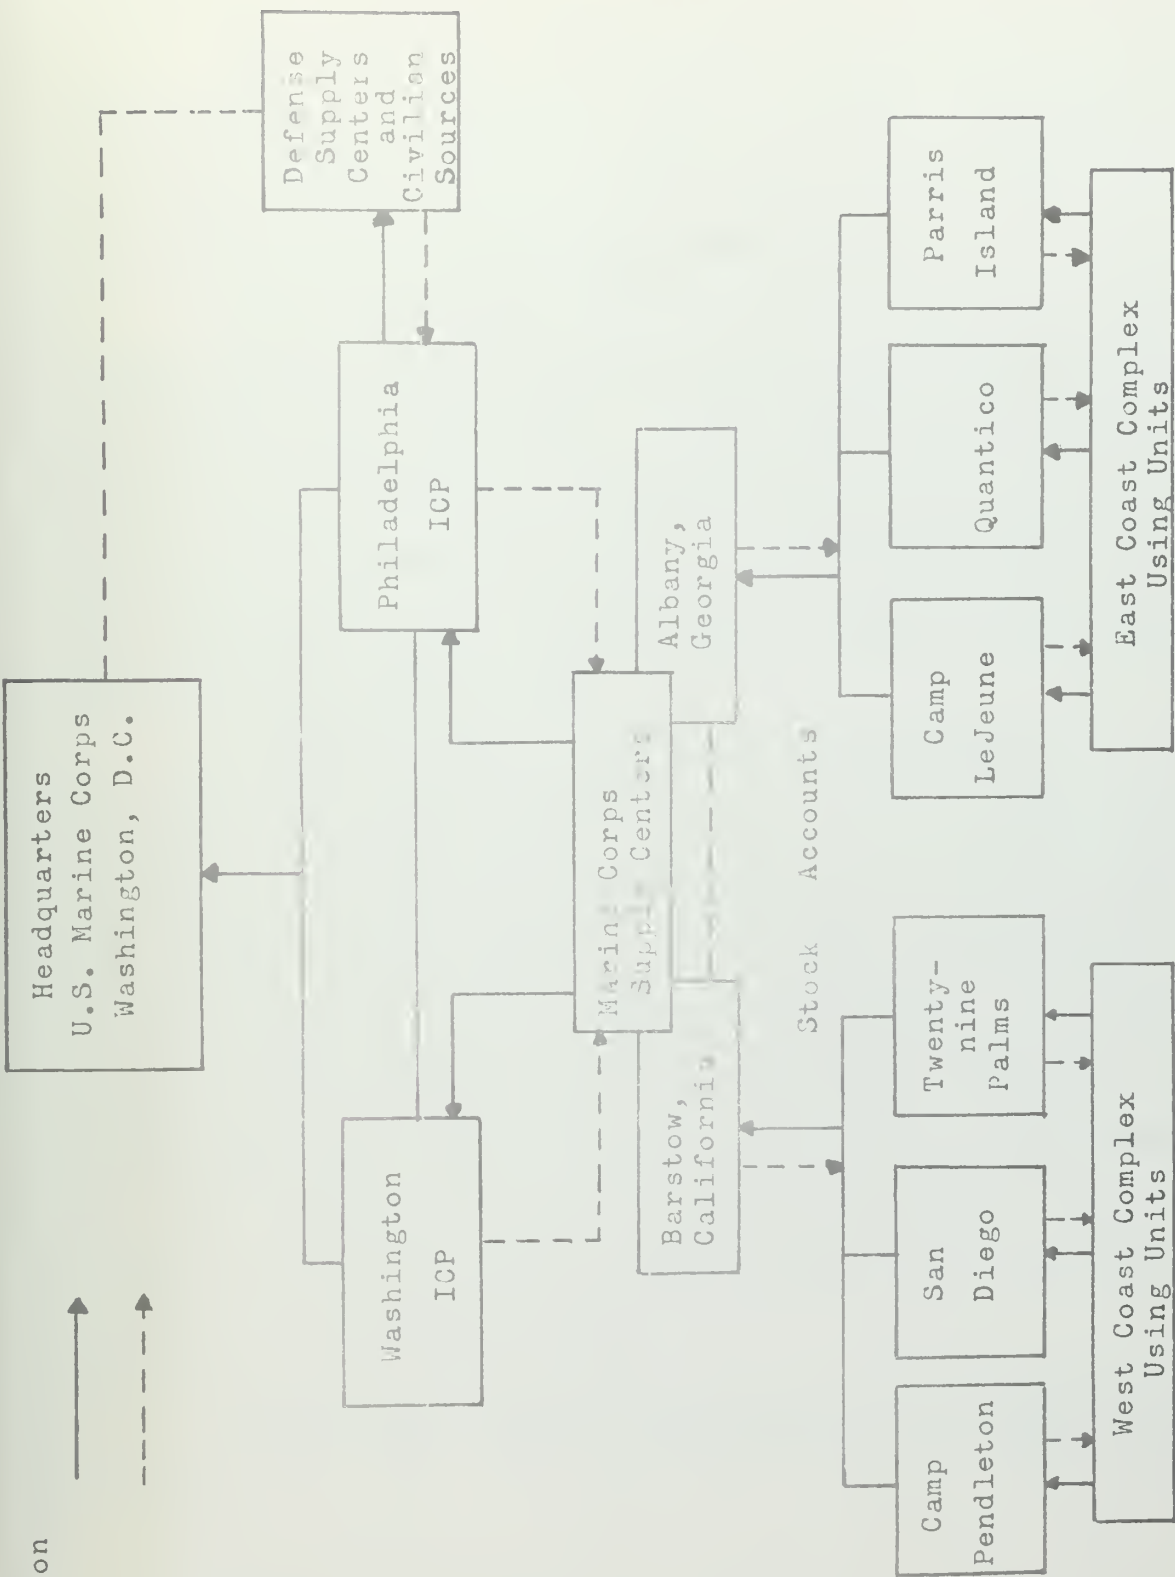 on
Headquarters
U.S. Marine Corps
Washington, D.C.
Defense
Supply
Centers
and
Civilian
Sources
Washington
ICP
Philadelphia
ICP
Marine Corps
Supply Centers
Barstow,
California
Albany,
Georgia
Stock Accounts
Camp
Pendleton
San
Diego
Twenty-
nine
Palms
Camp
LeJeune
Quantico
Parris
Island
West Coast Complex
Using Units
East Coast Complex
Using Units